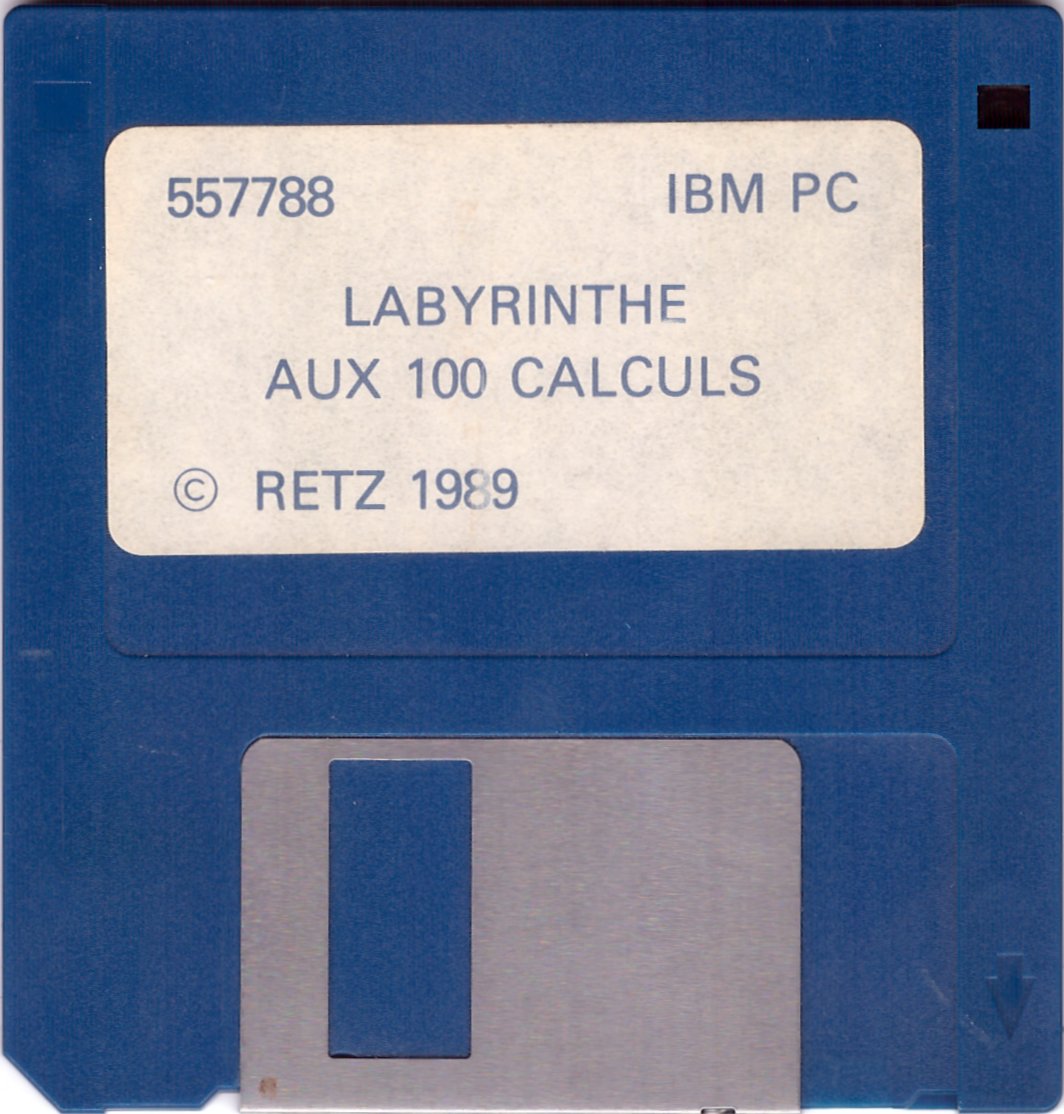 557788 IBM PC
LABYRINTHE
AUX 100 CALCULS
© RETZ 1989